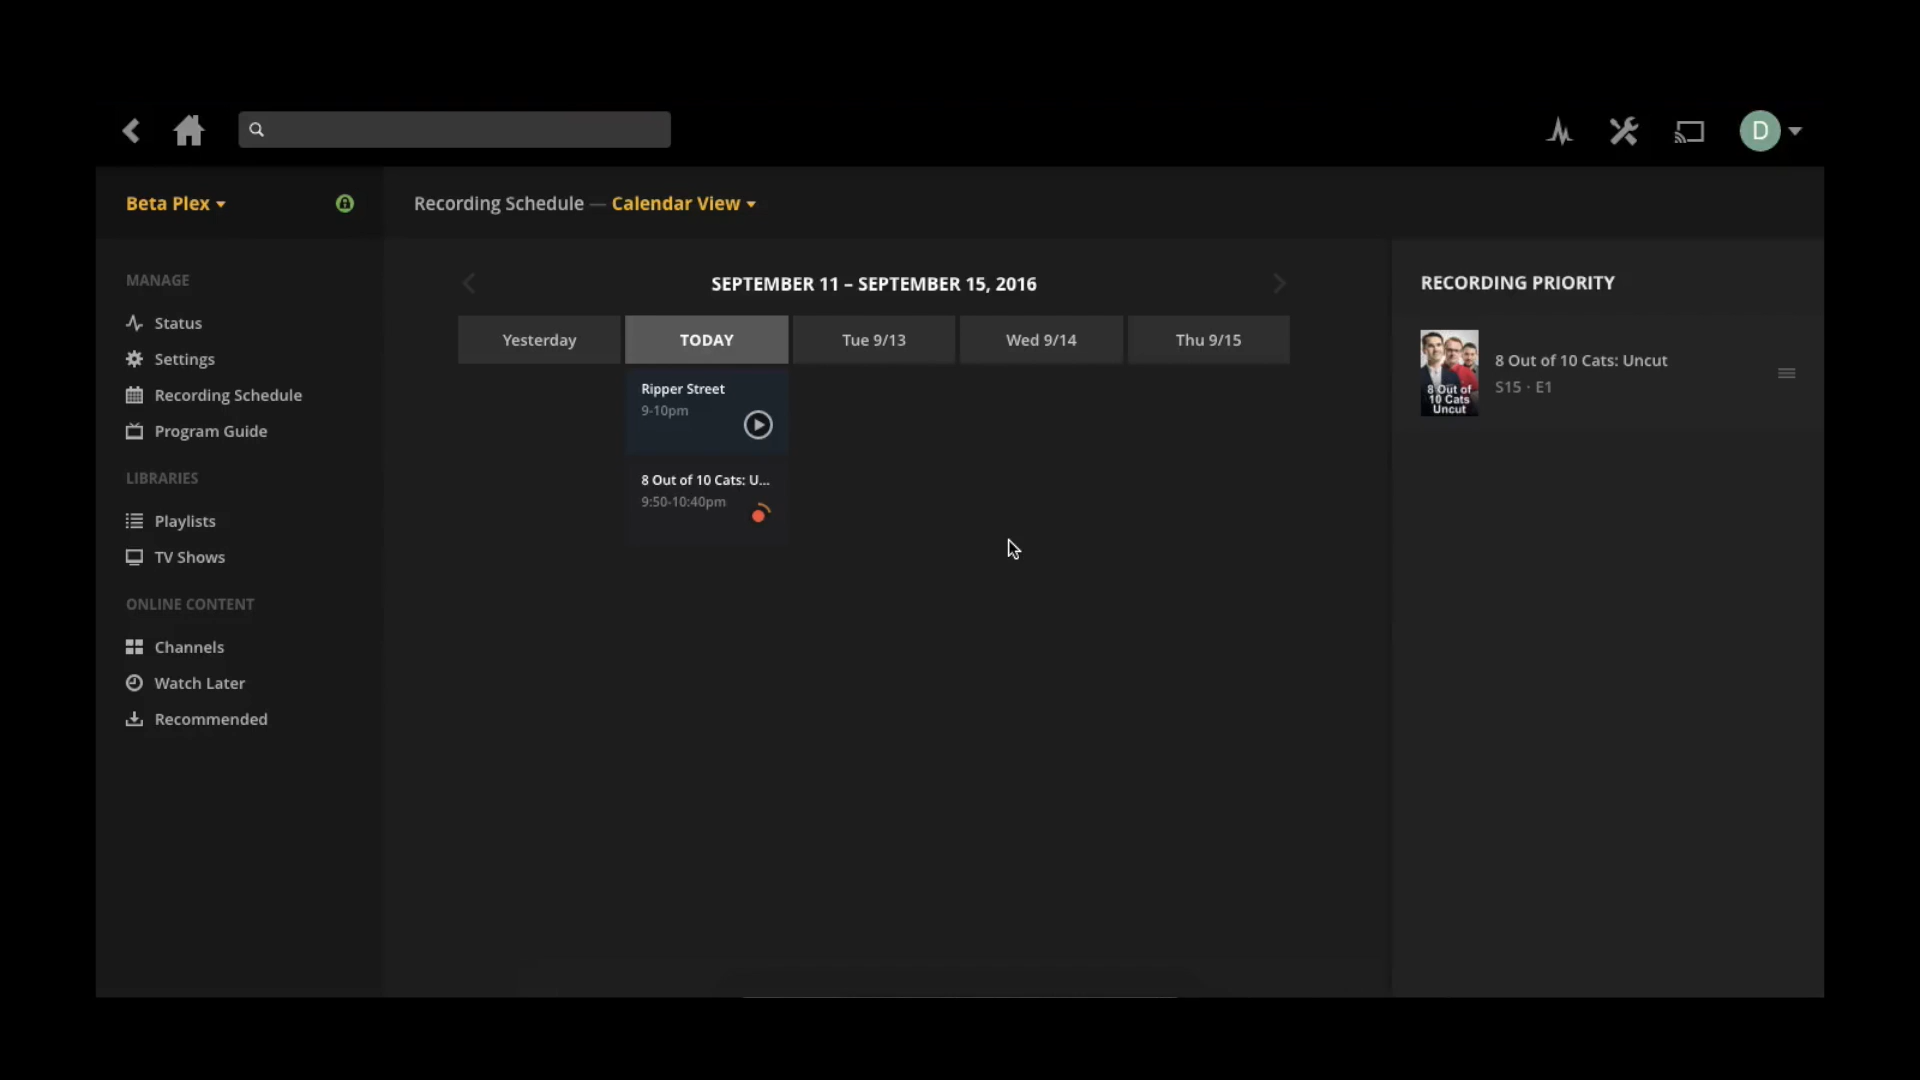 D
Beta Plex
Recording Schedule — Calendar View
MANAGE
Status
Settings
Recording Schedule
Program Guide
LIBRARIES
Playlists
TV Shows
ONLINE CONTENT
Channels
Watch Later
Recommended
SEPTEMBER 11 – SEPTEMBER 15, 2016
Yesterday
TODAY
Tue 9/13
Wed 9/14
Thu 9/15
Ripper Street
9-10pm
8 Out of 10 Cats: U...
9:50-10:40pm
RECORDING PRIORITY
8 Out of
10 Cats
Uncut
8 Out of 10 Cats: Uncut
S15 · E1